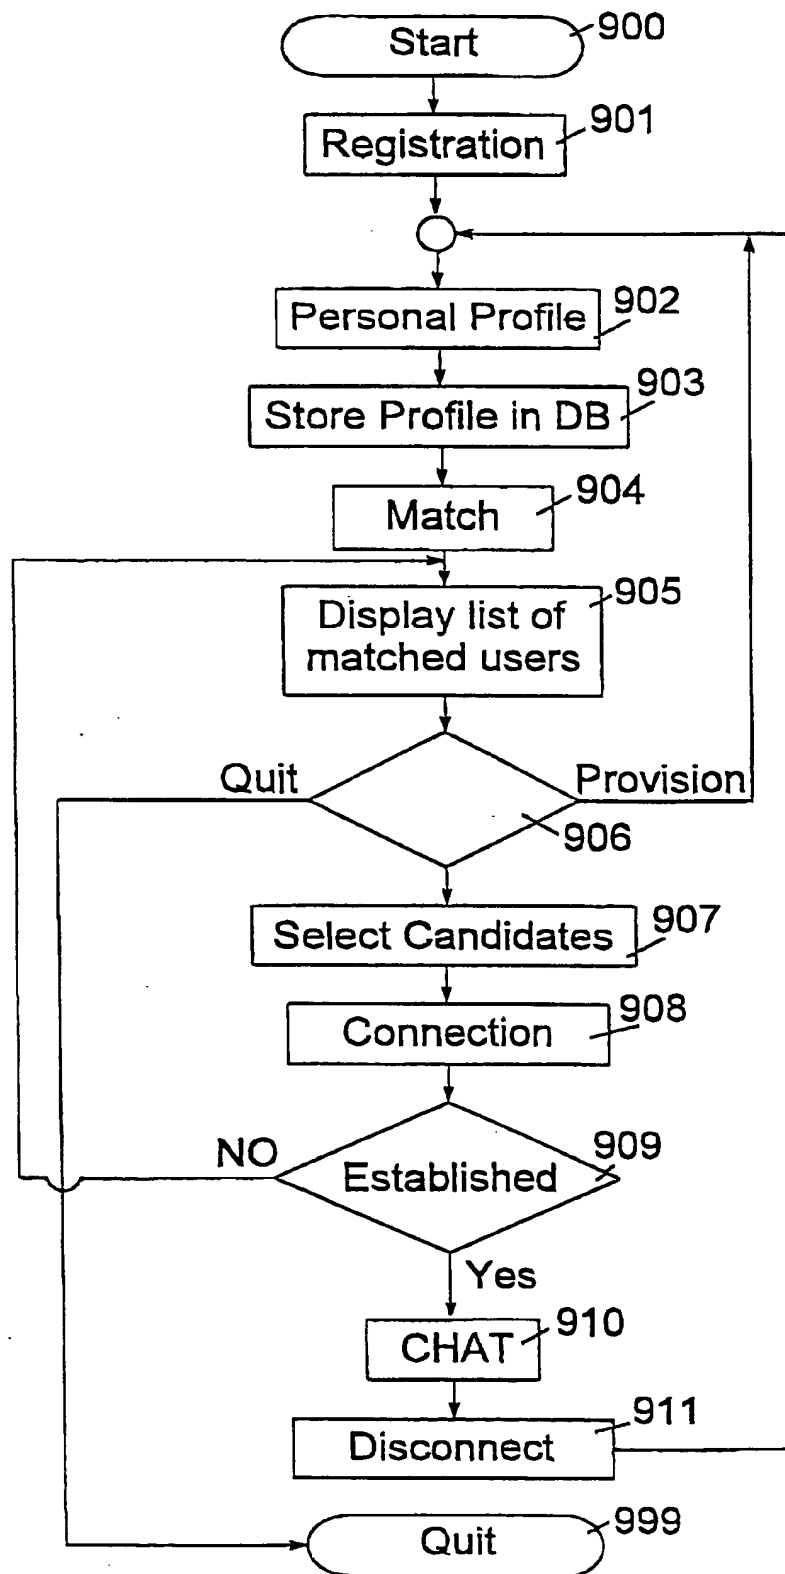 Start
900
Registration
901
Personal Profile
902
Store Profile in DB
903
Match
904
Display list of
matched users
905
Quit
Provision
906
Select Candidates
907
Connection
908
NO
Established
909
Yes
CHAT
910
Disconnect
911
Quit
999